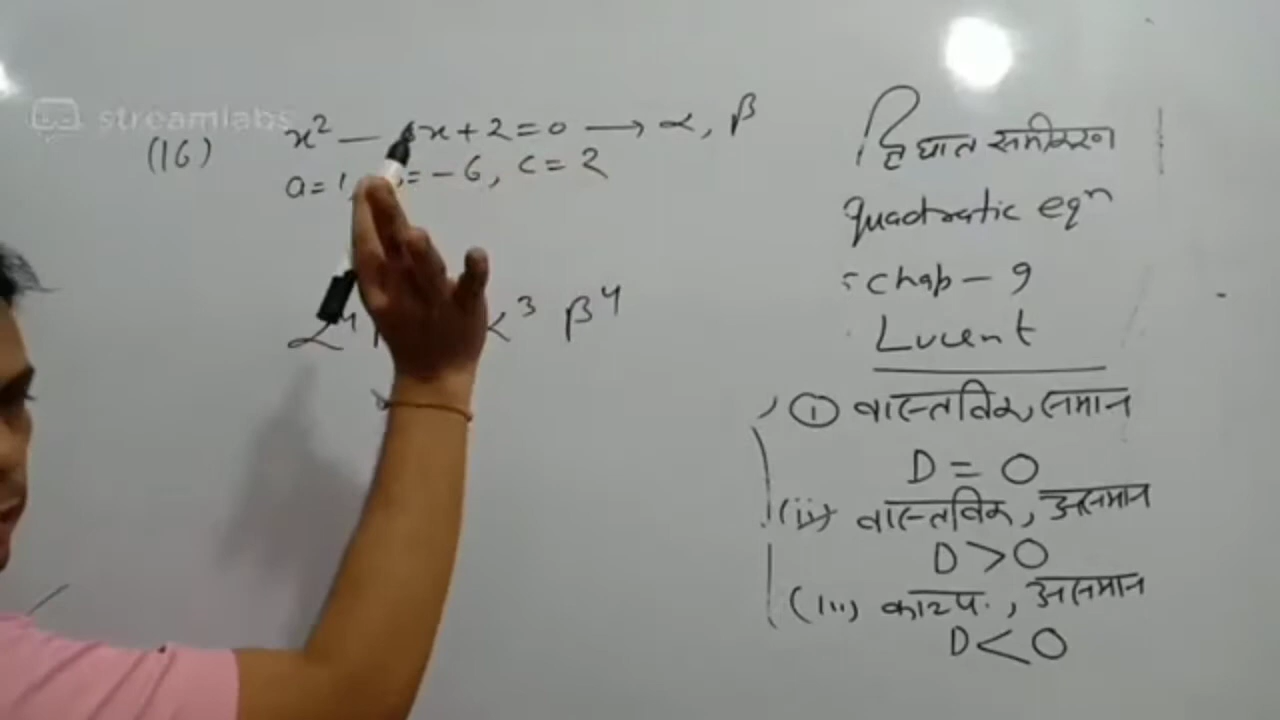 streamlabs
(16) x² – 6x + 2 = 0 → α, β
a = 1, = – 6, c = 2
α⁴ α³ β⁴
द्विघात समीकरण
quadratic eqⁿ
chap – 9
Lucent
(i) वास्तविक, समान
D = 0
(ii) वास्तविक, असमान
D > 0
(iii) काल्प., असमान
D < 0